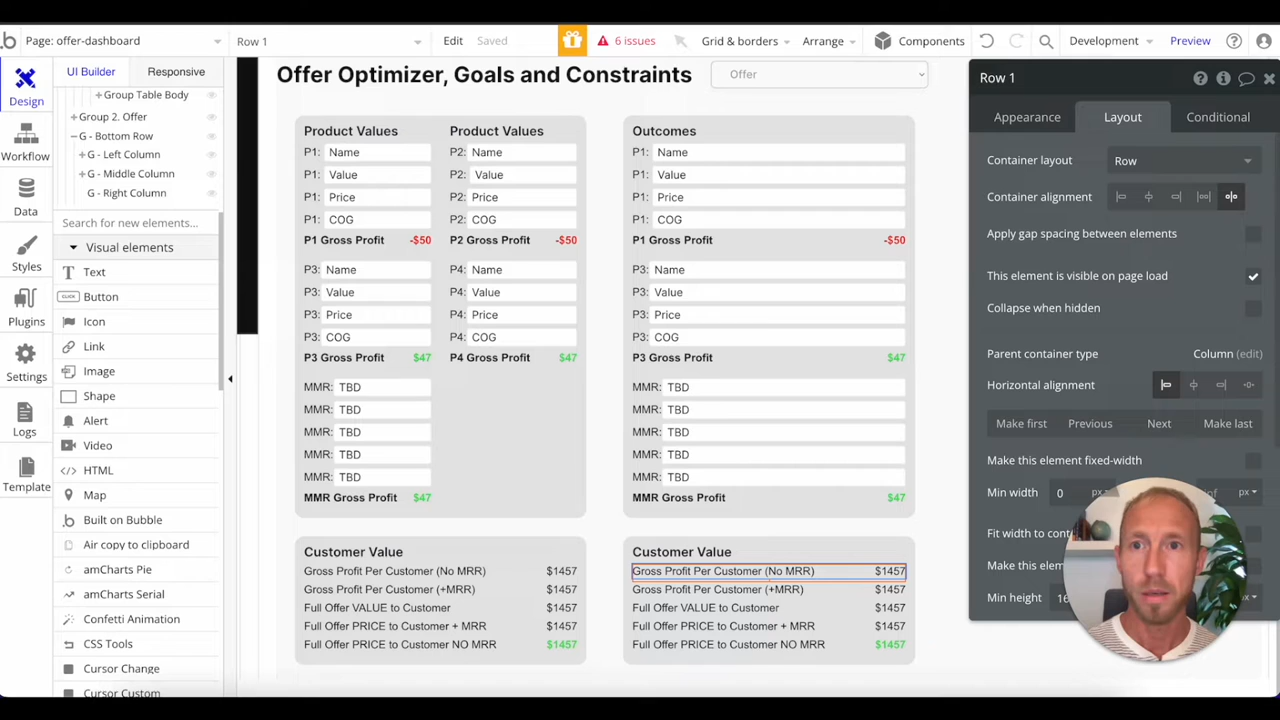 Page: offer-dashboard
Row 1
Edit
Saved
6 issues
Grid & borders
Arrange
Components
Development
Preview
Design
Workflow
Data
Styles
Plugins
Settings
Logs
Template
UI Builder
Responsive
Group Table Body
Group 2. Offer
G - Bottom Row
G - Left Column
G - Middle Column
G - Right Column
Search for new elements...
Visual elements
Text
CLICK Button
Icon
Link
Image
Shape
Alert
Video
HTML
Map
Built on Bubble
Air copy to clipboard
amCharts Pie
amCharts Serial
Confetti Animation
CSS Tools
Cursor Change
Cursor Custom
Offer Optimizer, Goals and Constraints
Offer
Product Values
P1: Name
P1: Value
P1: Price
P1: COG
P1 Gross Profit -$50
P3: Name
P3: Value
P3: Price
P3: COG
P3 Gross Profit $47
MMR: TBD
MMR: TBD
MMR: TBD
MMR: TBD
MMR: TBD
MMR Gross Profit $47
Product Values
P2: Name
P2: Value
P2: Price
P2: COG
P2 Gross Profit -$50
P4: Name
P4: Value
P4: Price
P4: COG
P4 Gross Profit $47
Outcomes
P1: Name
P1: Value
P1: Price
P1: COG
P1 Gross Profit -$50
P3: Name
P3: Value
P3: Price
P3: COG
P3 Gross Profit $47
MMR: TBD
MMR: TBD
MMR: TBD
MMR: TBD
MMR: TBD
MMR Gross Profit $47
Customer Value
Gross Profit Per Customer (No MRR) $1457
Gross Profit Per Customer (+MRR) $1457
Full Offer VALUE to Customer $1457
Full Offer PRICE to Customer + MRR $1457
Full Offer PRICE to Customer NO MRR $1457
Customer Value
Gross Profit Per Customer (No MRR) $1457
Gross Profit Per Customer (+MRR) $1457
Full Offer VALUE to Customer $1457
Full Offer PRICE to Customer + MRR $1457
Full Offer PRICE to Customer NO MRR $1457
Row 1
Appearance
Layout
Conditional
Container layout Row
Container alignment
Apply gap spacing between elements
This element is visible on page load
Collapse when hidden
Parent container type Column (edit)
Horizontal alignment
Make first
Previous
Next
Make last
Make this element fixed-width
Min width 0 px inf px
Fit width to cont
Make this elem
Min height 16